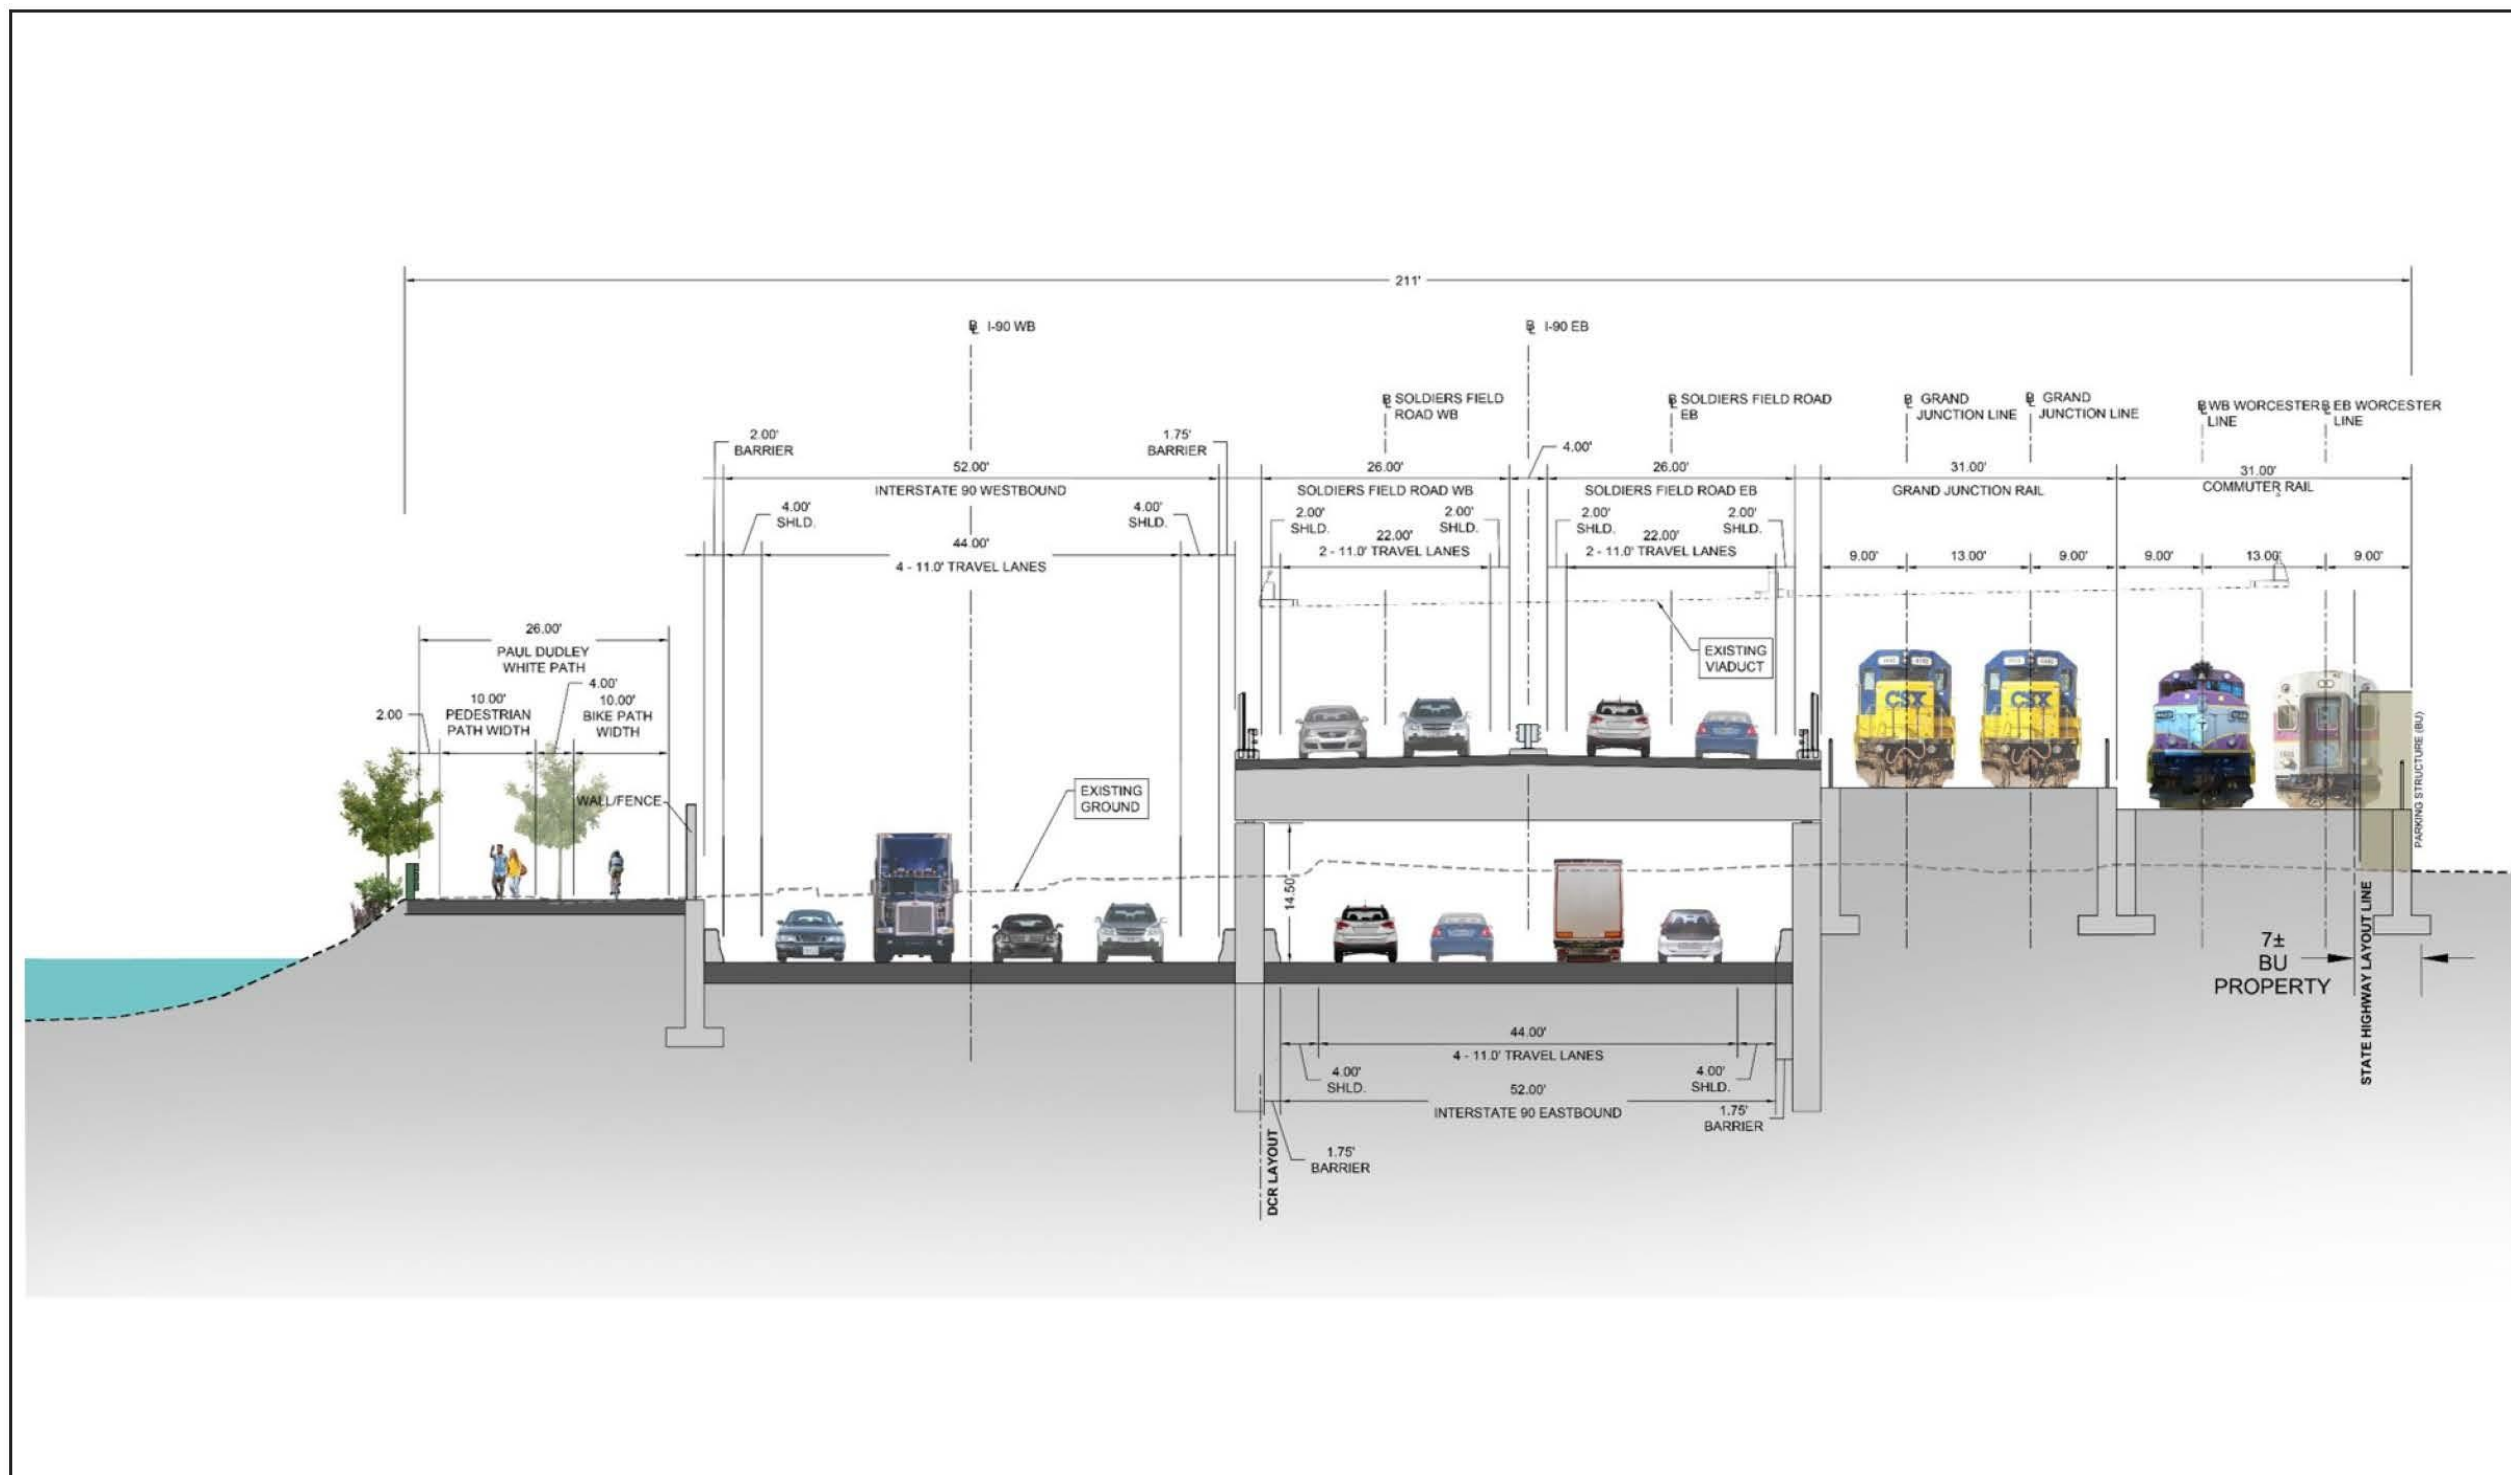 211'
I-90 WB
I-90 EB
SOLDIERS FIELD
ROAD WB
SOLDIERS FIELD ROAD
EB
GRAND
JUNCTION LINE
GRAND
JUNCTION LINE
WB WORCESTER
LINE
EB WORCESTER
LINE
2.00'
BARRIER
1.75'
BARRIER
4.00'
52.00'
INTERSTATE 90 WESTBOUND
26.00'
SOLDIERS FIELD ROAD WB
26.00'
SOLDIERS FIELD ROAD EB
31.00'
GRAND JUNCTION RAIL
31.00'
COMMUTER RAIL
4.00'
SHLD.
4.00'
SHLD.
2.00'
SHLD.
2.00'
SHLD.
2.00'
SHLD.
2.00'
SHLD.
44.00'
4 - 11.0' TRAVEL LANES
22.00'
2 - 11.0' TRAVEL LANES
22.00'
2 - 11.0' TRAVEL LANES
9.00'
13.00'
9.00'
9.00'
13.00'
9.00'
26.00'
PAUL DUDLEY
WHITE PATH
4.00'
2.00
10.00'
PEDESTRIAN
PATH WIDTH
10.00'
BIKE PATH
WIDTH
EXISTING
VIADUCT
CSX
CSX
WALL/FENCE
EXISTING
GROUND
PARKING STRUCTURE (BU)
14.50'
7±
BU
PROPERTY
STATE HIGHWAY LAYOUT LINE
44.00'
4 - 11.0' TRAVEL LANES
4.00'
SHLD.
4.00'
SHLD.
52.00'
INTERSTATE 90 EASTBOUND
1.75'
BARRIER
1.75'
BARRIER
DCR LAYOUT